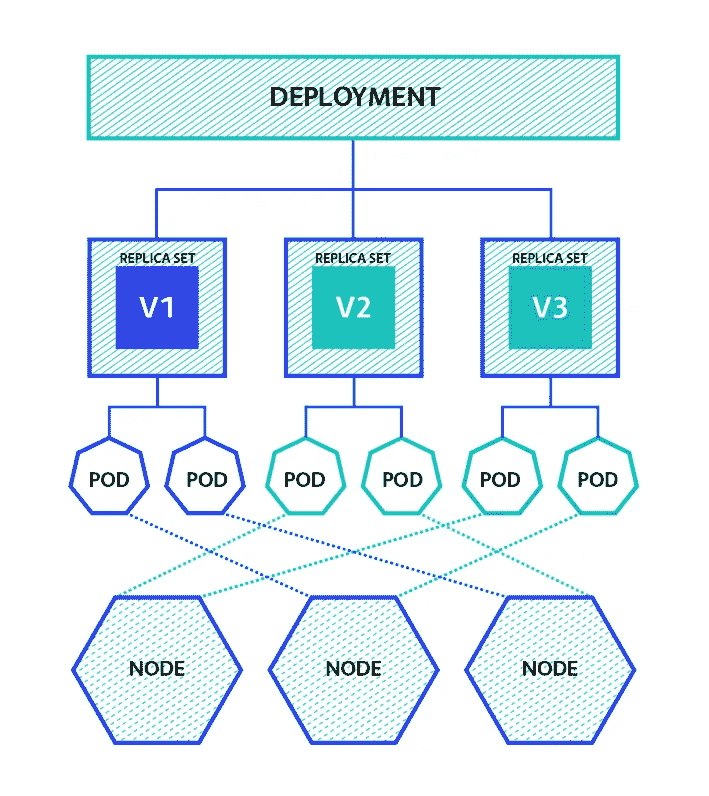 DEPLOYMENT
REPLICA SET
V1
REPLICA SET
V2
REPLICA SET
V3
POD
POD
POD
POD
POD
POD
NODE
NODE
NODE